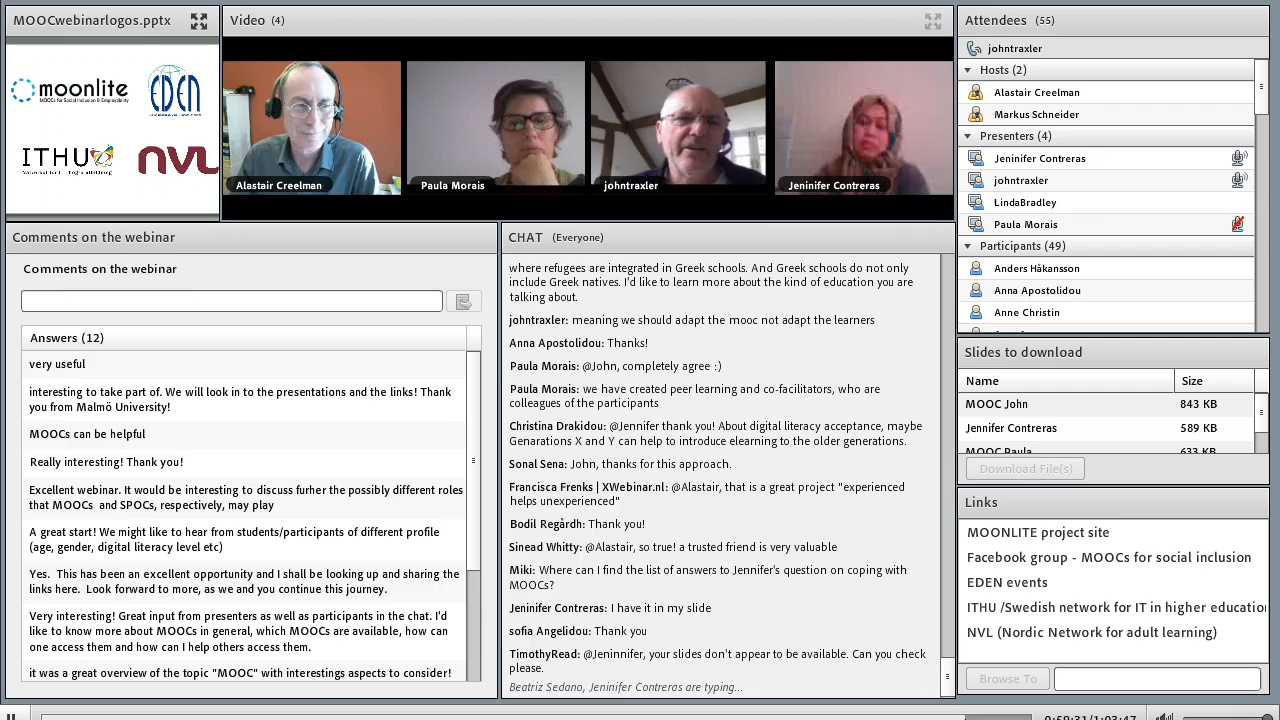 MOOCwebinarlogos.pptx
moonlite
MOOCs for Social Inclusion & Employability
EDEN
ITHU
NVL
Video (4)
Alastair Creelman
Paula Morais
johntraxler
Jeninifer Contreras
Comments on the webinar
Comments on the webinar
Answers (12)
very useful
interesting to take part of. We will look in to the presentations and the links! Thank
you from Malmö University!
MOOCs can be helpful
Really interesting! Thank you!
Excellent webinar. It would be interesting to discuss furher the possibly different roles
that MOOCs and SPOCs, respectively, may play
A great start! We might like to hear from students/participants of different profile
(age, gender, digital literacy level etc)
Yes. This has been an excellent opportunity and I shall be looking up and sharing the
links here. Look forward to more, as we and you continue this journey.
Very interesting! Great input from presenters as well as participants in the chat. I'd
like to know more about MOOCs in general, which MOOCs are available, how can
one access them and how can I help others access them.
it was a great overview of the topic "MOOC" with interestings aspects to consider!
CHAT (Everyone)
where refugees are integrated in Greek schools. And Greek schools do not only
include Greek natives. I'd like to learn more about the kind of education you are
talking about.
johntraxler: meaning we should adapt the mooc not adapt the learners
Anna Apostolidou: Thanks!
Paula Morais: @John, completely agree :)
Paula Morais: we have created peer learning and co-facilitators, who are
colleagues of the participants
Christina Drakidou: @Jennifer thank you! About digital literacy acceptance, maybe
Genarations X and Y can help to introduce elearning to the older generations.
Sonal Sena: John, thanks for this approach.
Francisca Frenks | XWebinar.nl: @Alastair, that is a great project "experienced
helps unexperienced"
Bodil Regårdh: Thank you!
Sinead Whitty: @Alastair, so true! a trusted friend is very valuable
Miki: Where can I find the list of answers to Jennifer's question on coping with
MOOCs?
Jeninifer Contreras: I have it in my slide
sofia Angelidou: Thank you
TimothyRead: @Jeninnifer, your slides don't appear to be available. Can you check
please.
Beatriz Sedano, Jeninifer Contreras are typing...
Attendees (55)
johntraxler
Hosts (2)
Alastair Creelman
Markus Schneider
Presenters (4)
Jeninifer Contreras
johntraxler
LindaBradley
Paula Morais
Participants (49)
Anders Håkansson
Anna Apostolidou
Anne Christin
Slides to download
Name Size
MOOC John 843 KB
Jennifer Contreras 589 KB
MOOC Paula 633 KB
Download File(s)
Links
MOONLITE project site
Facebook group - MOOCs for social inclusion
EDEN events
ITHU /Swedish network for IT in higher educatio
NVL (Nordic Network for adult learning)
Browse To
0:59:31/1:03:47